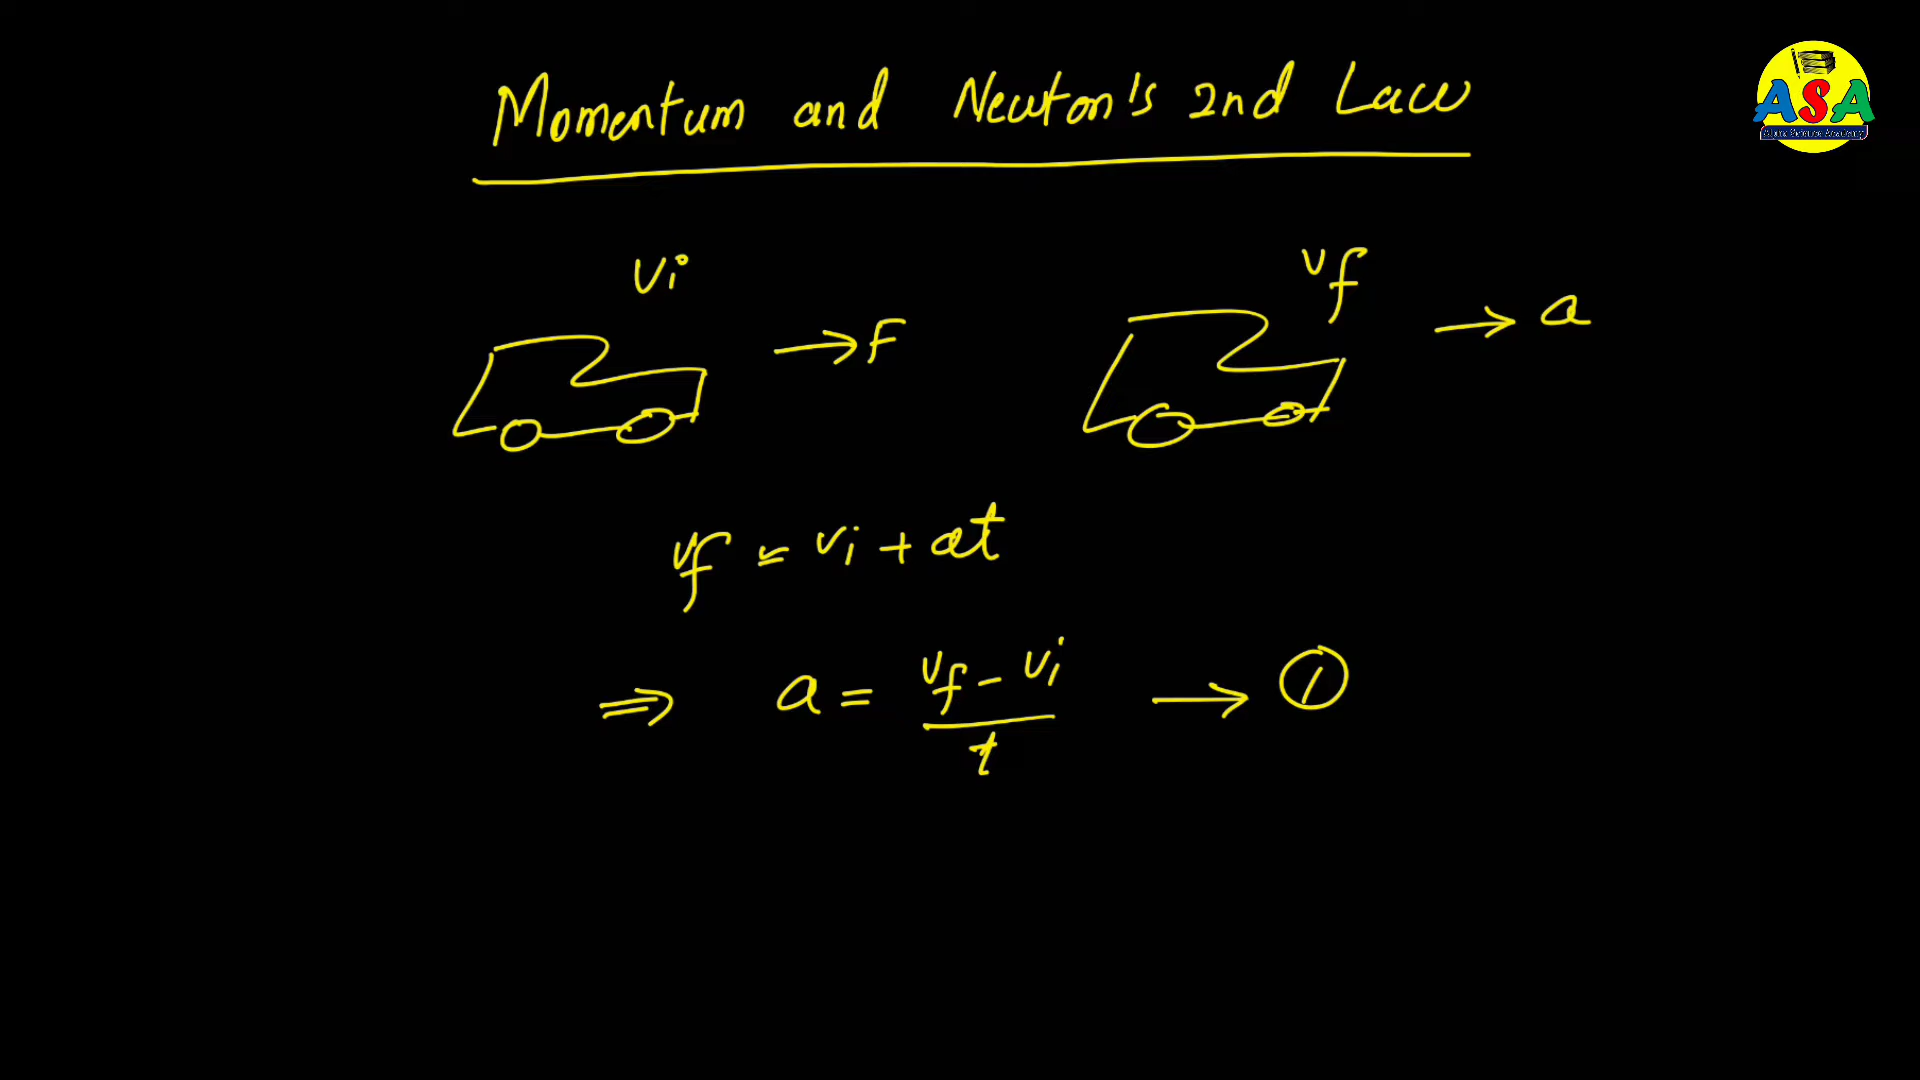 Momentum and Newton's 2nd Law
ASA
vi
F
vf
a
vf = vi + at
⇒ a = (vf - vi) / t → ①